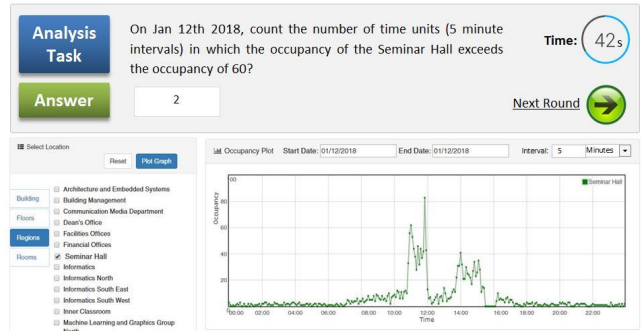 Analysis
Task
On Jan 12th 2018, count the number of time units (5 minute
intervals) in which the occupancy of the Seminar Hall exceeds
the occupancy of 60?
Time: 42s
Answer
2
Next Round
Select Location
Reset Plot Graph
Building
Floors
Regions
Rooms
Architecture and Embedded Systems
Building Management
Communication Media Department
Dean's Office
Facilities Offices
Financial Offices
Seminar Hall
Informatics
Informatics North
Informatics South East
Informatics South West
Inner Classroom
Machine Learning and Graphics Group
North
Occupancy Plot Start Date: 01/12/2018 End Date: 01/12/2018 Interval: 5 Minutes
Seminar Hall
Occupancy
80
60
40
20
00:00 02:00 04:00 06:00 08:00 10:00 12:00 14:00 16:00 18:00 20:00 22:00
Time